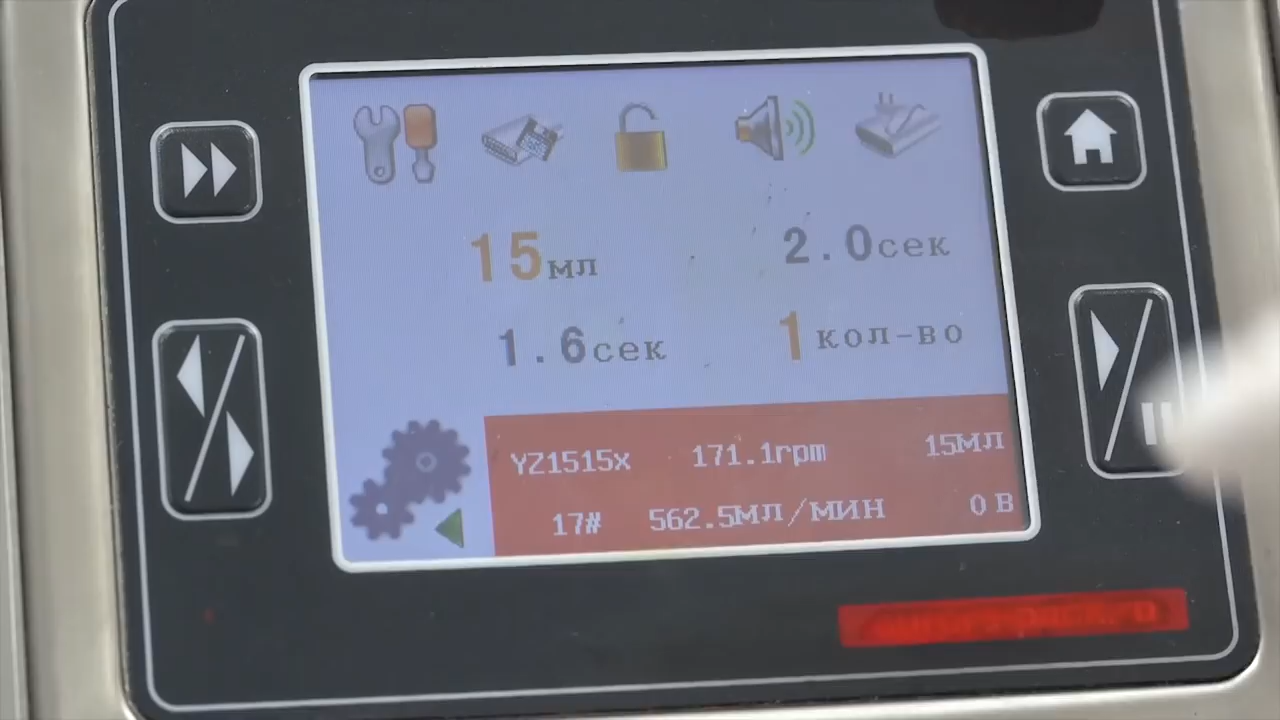 15мл 2.0сек
1.6сек 1кол-во
YZ1515x 171.1rpm 15МЛ
17# 562.5МЛ/МИН 0 В